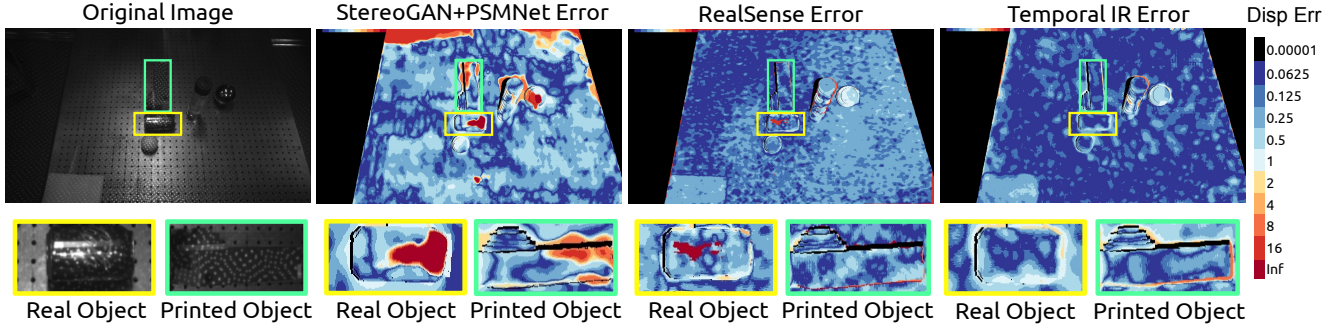 Original Image
StereoGAN+PSMNet Error
RealSense Error
Temporal IR Error
Disp Err
0.00001
0.0625
0.125
0.25
0.5
1
2
4
8
16
Inf
Real Object
Printed Object
Real Object
Printed Object
Real Object
Printed Object
Real Object
Printed Object